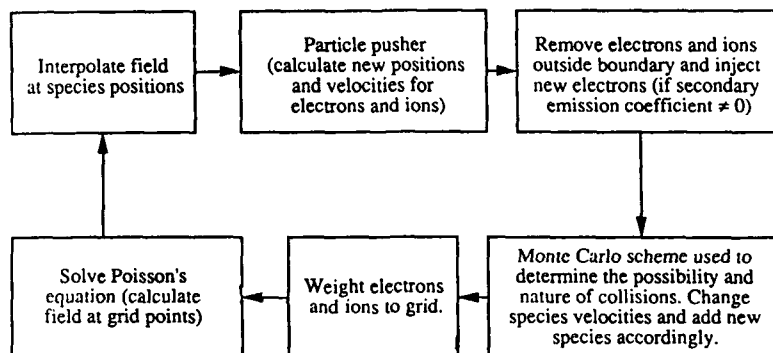 Interpolate field
at species positions
Particle pusher
(calculate new positions
and velocities for
electrons and ions)
Remove electrons and ions
outside boundary and inject
new electrons (if secondary
emission coefficient ≠ 0)
Monte Carlo scheme used to
determine the possibility and
nature of collisions. Change
species velocities and add new
species accordingly.
Weight electrons
and ions to grid.
Solve Poisson's
equation (calculate
field at grid points)